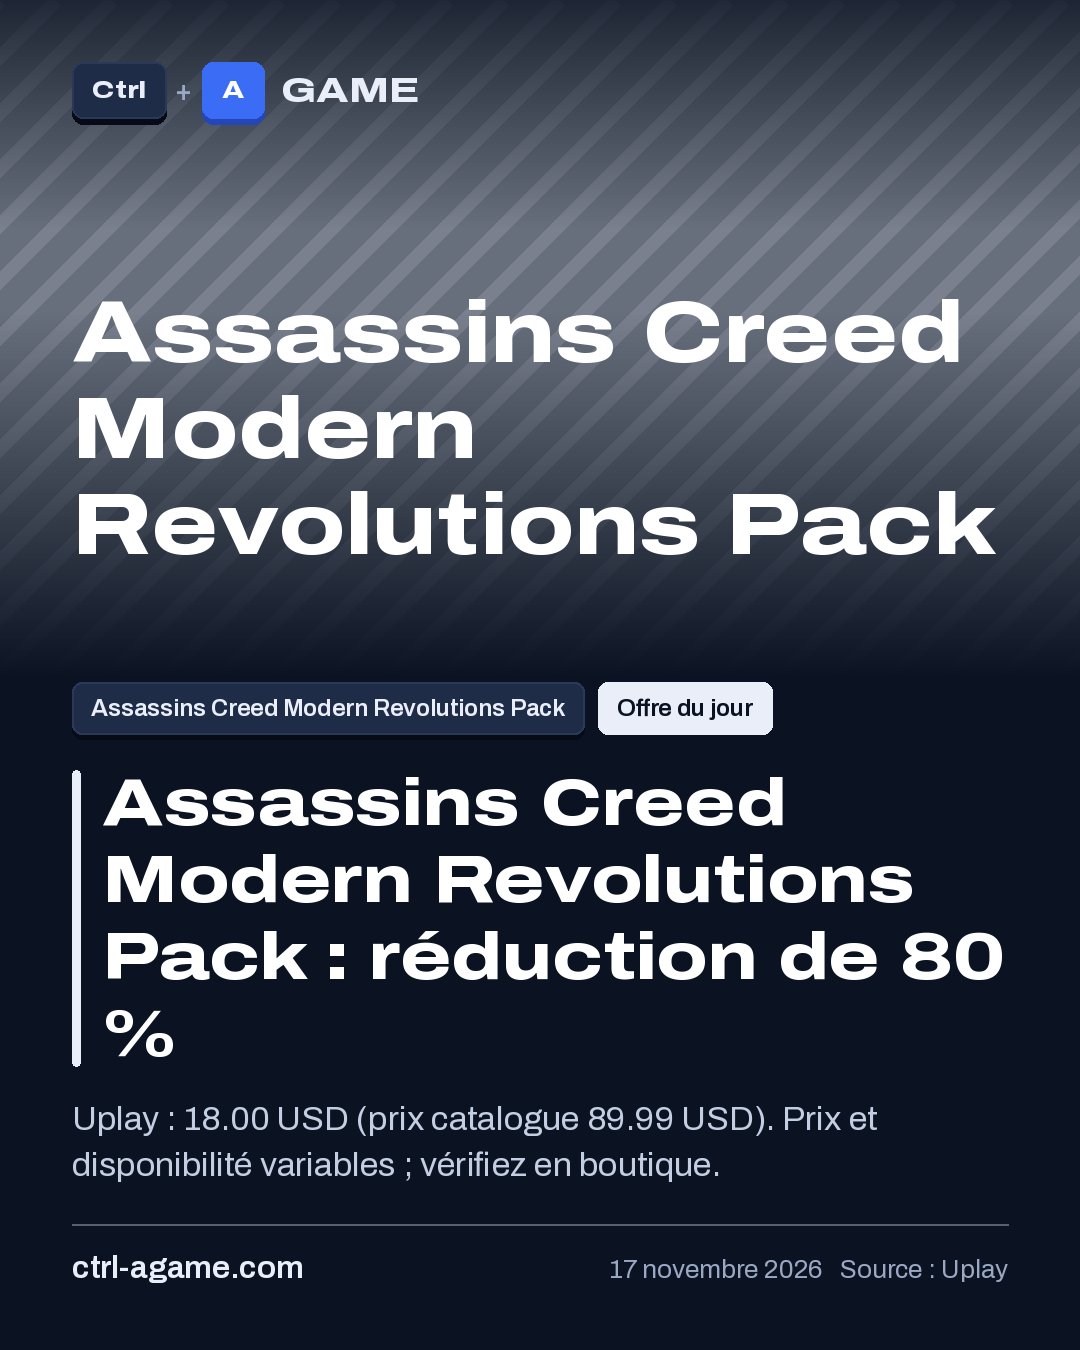 Ctrl + A GAME
Assassins Creed
Modern
Revolutions Pack
Assassins Creed Modern Revolutions Pack
Offre du jour
Assassins Creed
Modern Revolutions
Pack : réduction de 80
%
Uplay : 18.00 USD (prix catalogue 89.99 USD). Prix et
disponibilité variables ; vérifiez en boutique.
ctrl-agame.com
17 novembre 2026 Source : Uplay